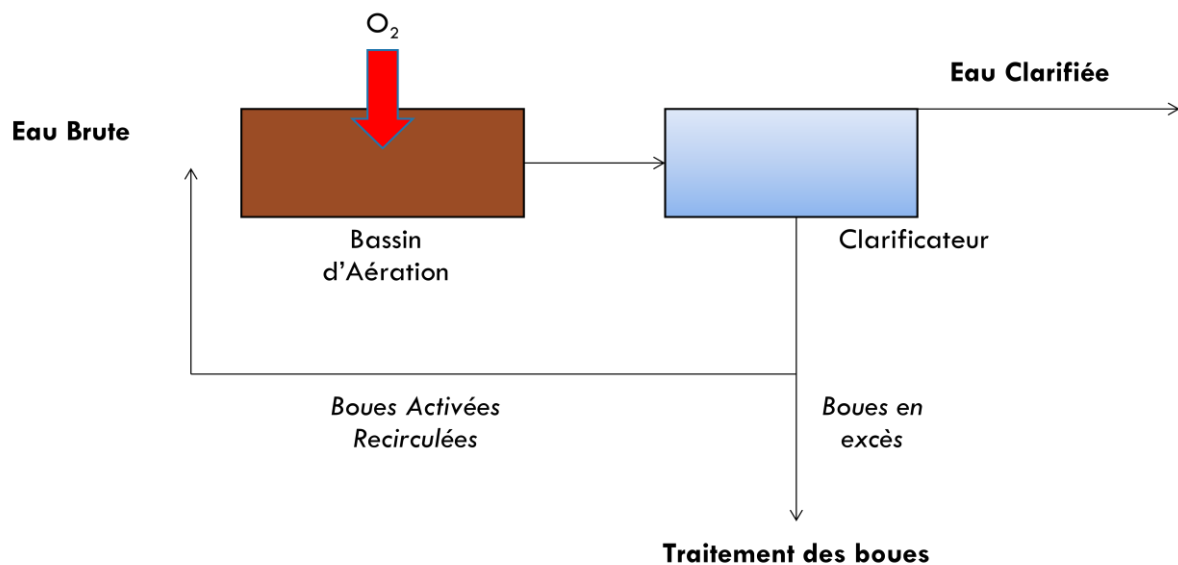 O₂
Eau Clarifiée
Eau Brute
Bassin
d'Aération
Clarificateur
Boues Activées
Recirculées
Boues en
excès
Traitement des boues